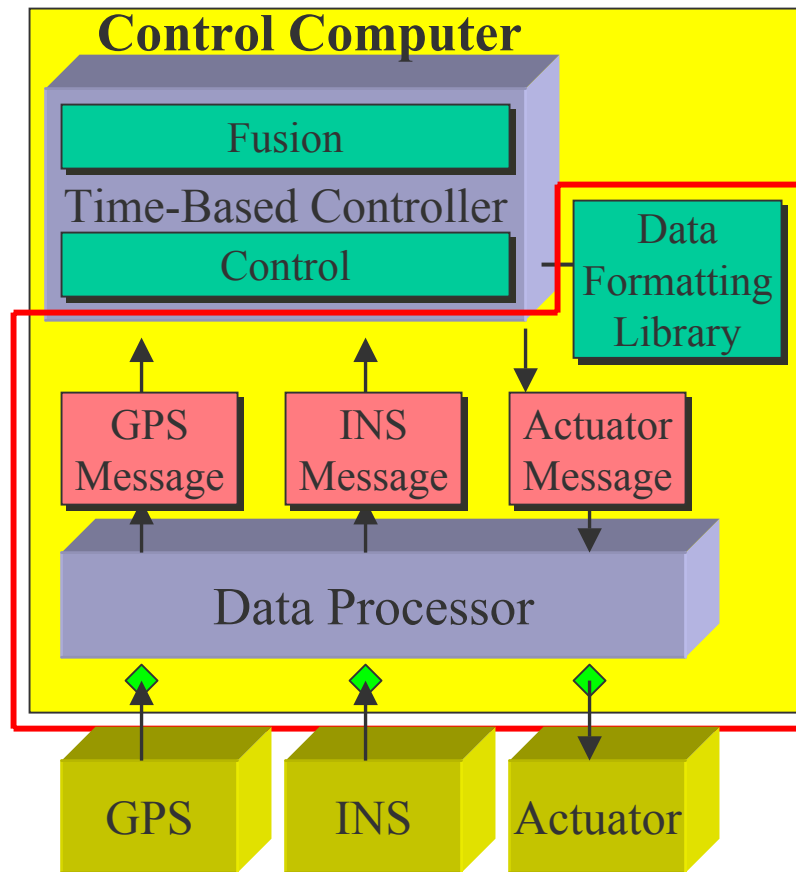 Control Computer
Fusion
Time-Based Controller
Control
Data
Formatting
Library
GPS
Message
INS
Message
Actuator
Message
Data Processor
GPS
INS
Actuator